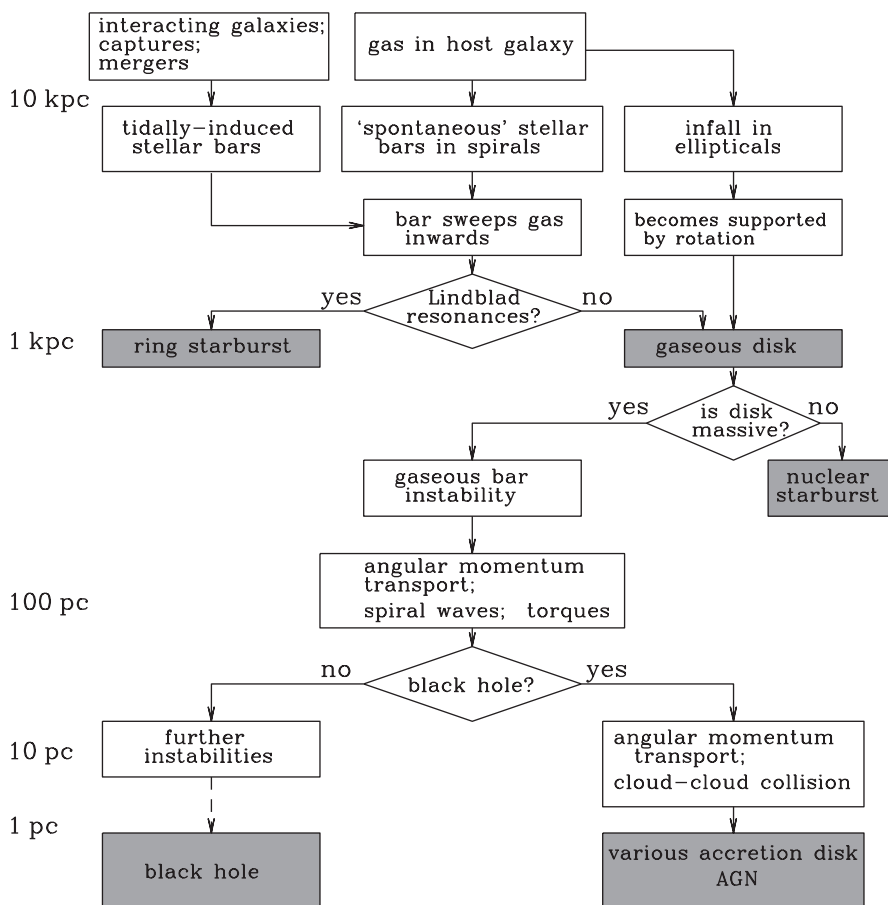 interacting galaxies;
captures;
mergers
gas in host galaxy
10 kpc
tidally-induced
stellar bars
‘spontaneous’ stellar
bars in spirals
infall in
ellipticals
bar sweeps gas
inwards
becomes supported
by rotation
yes
Lindblad
resonances?
no
1 kpc
ring starburst
gaseous disk
yes
is disk
massive?
no
gaseous bar
instability
nuclear
starburst
angular momentum
transport;
spiral waves; torques
100 pc
no
black hole?
yes
10 pc
further
instabilities
angular momentum
transport;
cloud-cloud collision
1 pc
black hole
various accretion disk
AGN